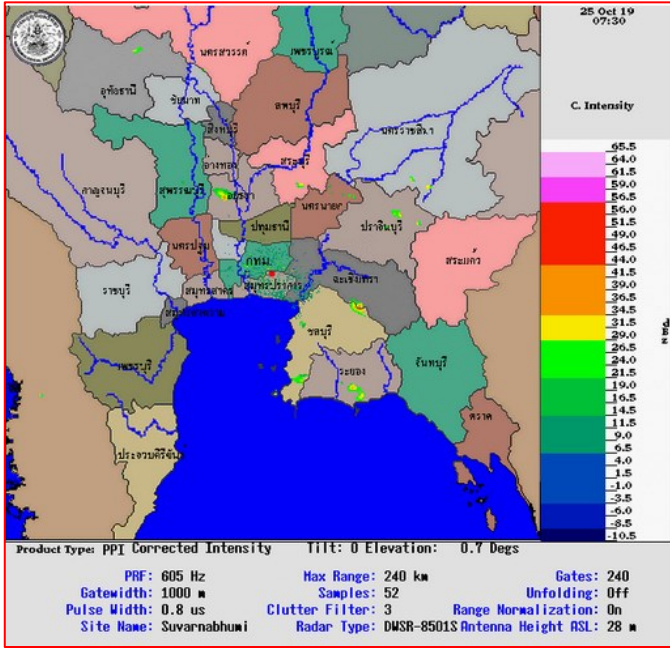 25 Oct 19
07:30
นครสวรรค์
เพชรบูรณ์
อุทัยธานี
ชัยนาท
ลพบุรี
สิงห์บุรี
นครราชสีมา
อ่างทอง
สระบุรี
กาญจนบุรี
สุพรรณบุรี
อยุธยา
นครนายก
ปราจีนบุรี
ปทุมธานี
นครปฐม
กทม.
สระแก้ว
ราชบุรี
สมุทรสาคร
สมุทรปราการ
ฉะเชิงเทรา
สมุทรสงคราม
ชลบุรี
เพชรบุรี
ระยอง
จันทบุรี
ตราด
ประจวบคีรีขันธ์
C. Intensity
65.5
64.0
61.5
59.0
56.5
56.0
51.5
49.0
46.5
44.0
41.5
39.0
36.5
34.0
31.5
29.0
26.5
24.0
21.5
19.0
16.5
14.0
11.5
9.0
6.5
4.0
1.5
-1.0
-3.5
-6.0
-8.5
-10.5
Product Type: PPI Corrected Intensity Tilt: 0 Elevation: 0.7 Degs
PRF: 605 Hz Max Range: 240 km Gates: 240
Gatewidth: 1000 m Samples: 52 Unfolding: Off
Pulse Width: 0.8 us Clutter Filter: 3 Range Normalization: On
Site Name: Suvarnabhumi Radar Type: DWSR-8501S Antenna Height ASL: 28 m